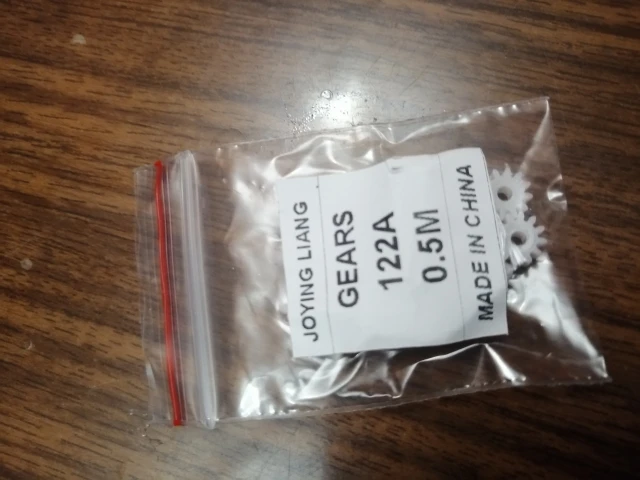 JOYING LIANG
GEARS
122A
0.5M
MADE IN CHINA